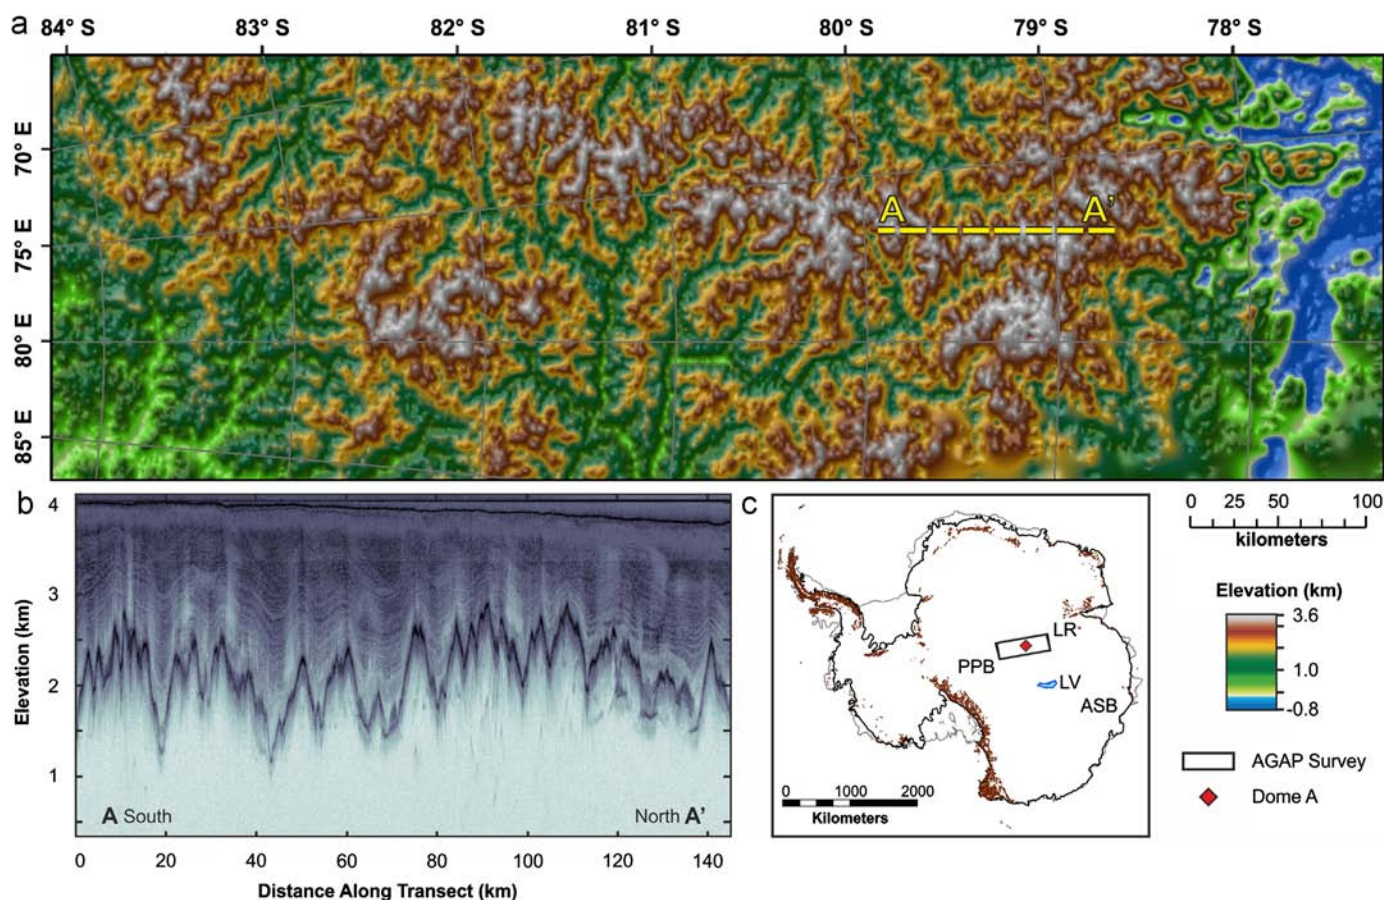 a
84° S 83° S 82° S 81° S 80° S 79° S 78° S
70° E
75° E
80° E
85° E
A A’
b
4
3
2
1
Elevation (km)
A South North A’
0 20 40 60 80 100 120 140
Distance Along Transect (km)
c
LR
PPB
LV
ASB
0 1000 2000
Kilometers
0 25 50 100
kilometers
Elevation (km)
3.6
1.0
-0.8
AGAP Survey
Dome A